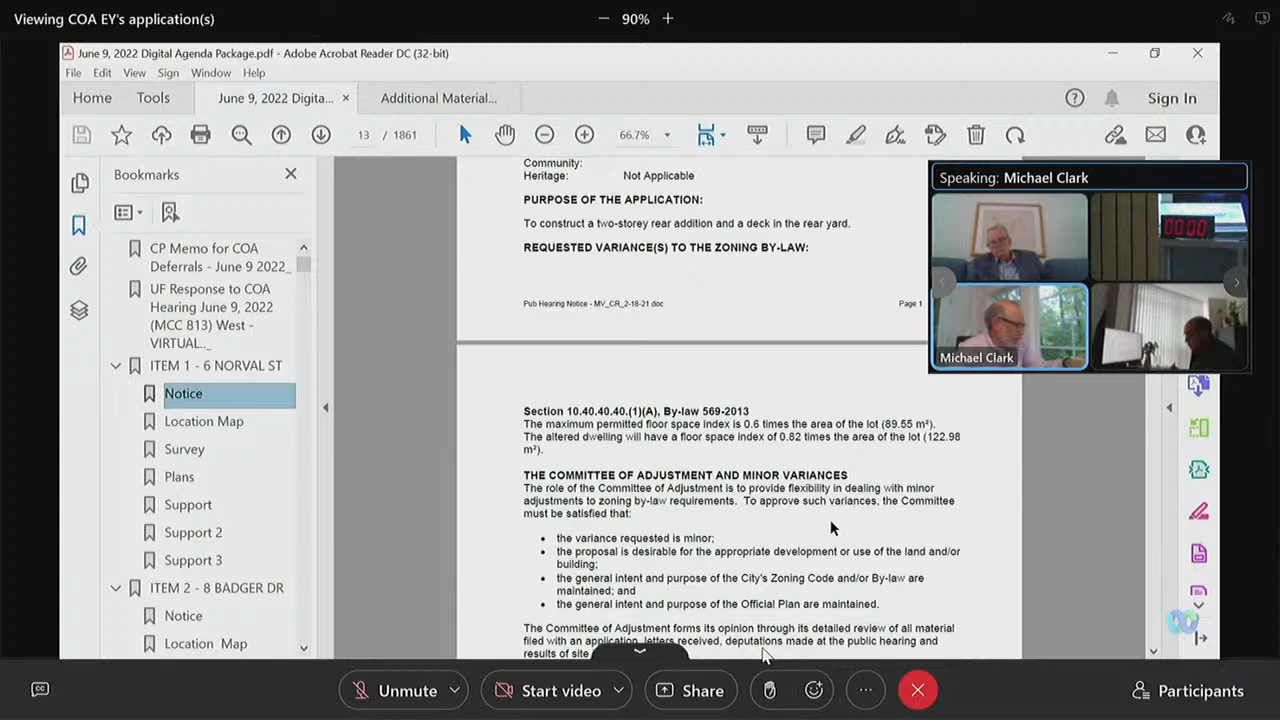 Viewing COA EY's application(s)
90%
June 9, 2022 Digital Agenda Package.pdf - Adobe Acrobat Reader DC (32-bit)
File Edit View Sign Window Help
Home Tools June 9, 2022 Digita... × Additional Material... Sign In
13 / 1861 66.7%
Bookmarks
CP Memo for COA
Deferrals - June 9 2022_
UF Response to COA
Hearing June 9, 2022
(MCC 813) West -
VIRTUAL.._
ITEM 1 - 6 NORVAL ST
Notice
Location Map
Survey
Plans
Support
Support 2
Support 3
ITEM 2 - 8 BADGER DR
Notice
Location Map
Community:
Heritage: Not Applicable
PURPOSE OF THE APPLICATION:
To construct a two-storey rear addition and a deck in the rear yard.
REQUESTED VARIANCE(S) TO THE ZONING BY-LAW:
Pub Hearing Notice - MV_CR_2-18-21.doc Page 1
Section 10.40.40.40.(1)(A), By-law 569-2013
The maximum permitted floor space index is 0.6 times the area of the lot (89.55 m²).
The altered dwelling will have a floor space index of 0.82 times the area of the lot (122.98
m²).
THE COMMITTEE OF ADJUSTMENT AND MINOR VARIANCES
The role of the Committee of Adjustment is to provide flexibility in dealing with minor
adjustments to zoning by-law requirements. To approve such variances, the Committee
must be satisfied that:
• the variance requested is minor;
• the proposal is desirable for the appropriate development or use of the land and/or
building;
• the general intent and purpose of the City's Zoning Code and/or By-law are
maintained; and
• the general intent and purpose of the Official Plan are maintained.
The Committee of Adjustment forms its opinion through its detailed review of all material
filed with an application, letters received, deputations made at the public hearing and
results of site
Speaking: Michael Clark
00:00
Michael Clark
Unmute Start video Share Participants